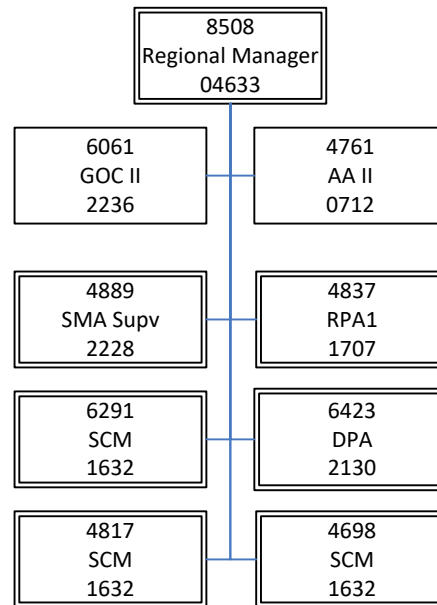 8508
Regional Manager
04633
6061
GOC II
2236
4761
AA II
0712
4889
SMA Supv
2228
4837
RPA1
1707
6291
SCM
1632
6423
DPA
2130
4817
SCM
1632
4698
SCM
1632